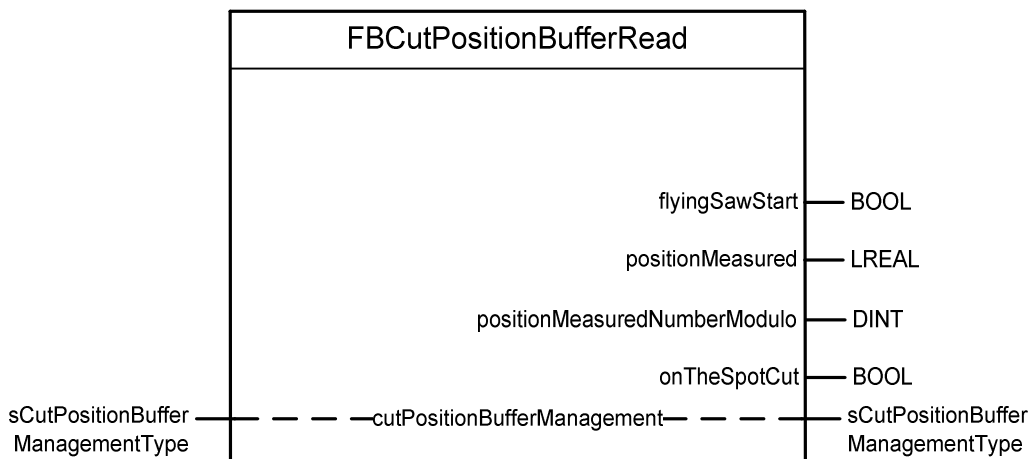 FBCutPositionBufferRead
flyingSawStart BOOL
positionMeasured LREAL
positionMeasuredNumberModulo DINT
onTheSpotCut BOOL
sCutPositionBuffer cutPositionBufferManagement sCutPositionBuffer
ManagementType ManagementType